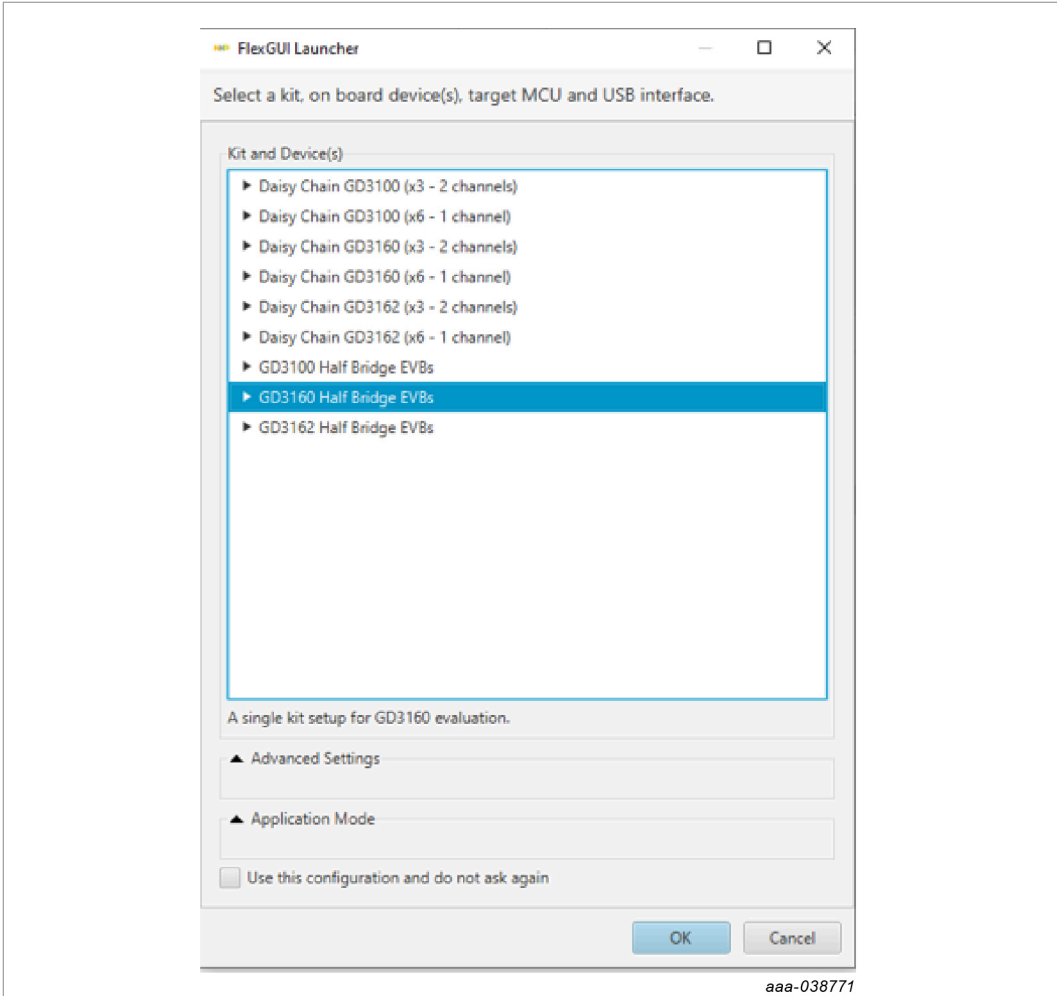 FlexGUI Launcher
Select a kit, on board device(s), target MCU and USB interface.
Kit and Device(s)
Daisy Chain GD3100 (x3 - 2 channels)
Daisy Chain GD3100 (x6 - 1 channel)
Daisy Chain GD3160 (x3 - 2 channels)
Daisy Chain GD3160 (x6 - 1 channel)
Daisy Chain GD3162 (x3 - 2 channels)
Daisy Chain GD3162 (x6 - 1 channel)
GD3100 Half Bridge EVBs
GD3160 Half Bridge EVBs
GD3162 Half Bridge EVBs
A single kit setup for GD3160 evaluation.
Advanced Settings
Application Mode
Use this configuration and do not ask again
OK Cancel
aaa-038771